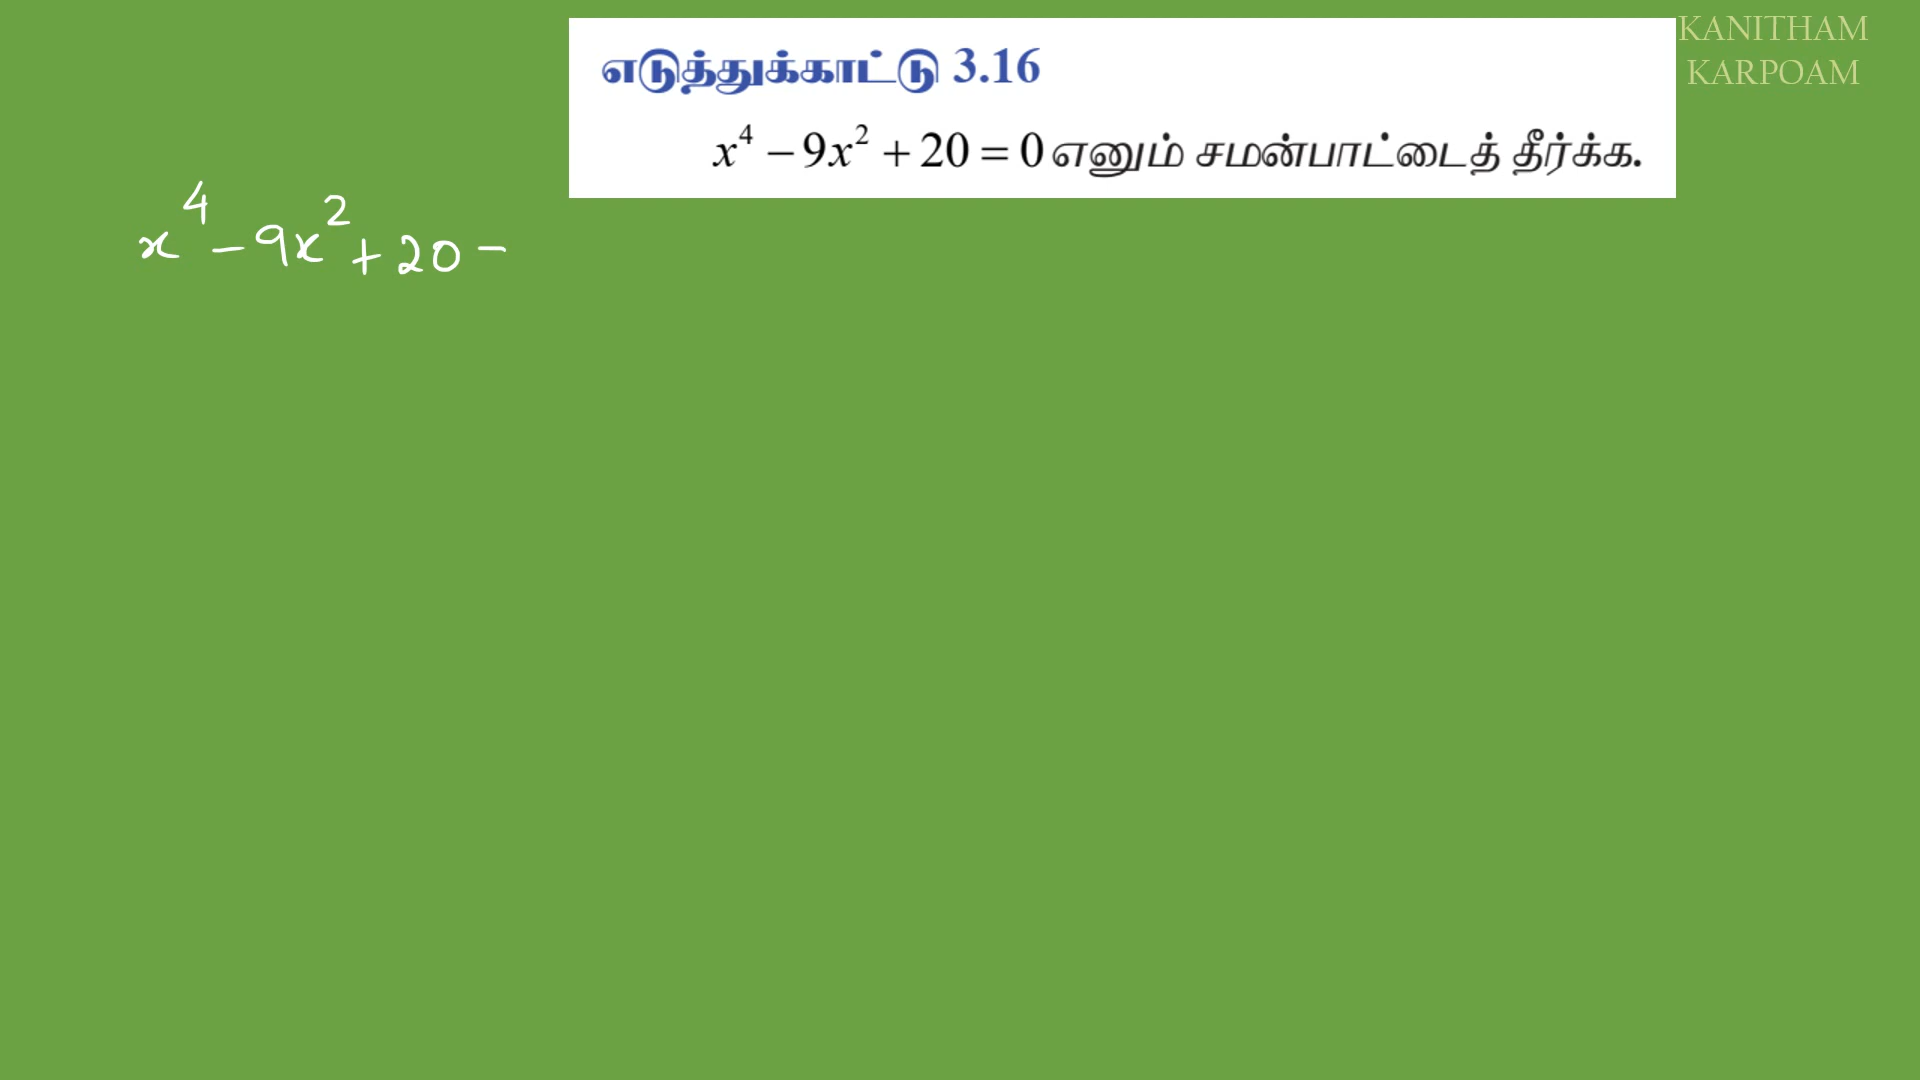 எடுத்துக்காட்டு 3.16
x⁴ − 9x² + 20 = 0 எனும் சமன்பாட்டைத் தீர்க்க.
KANITHAM
KARPOAM
x⁴ − 9x² + 20 −